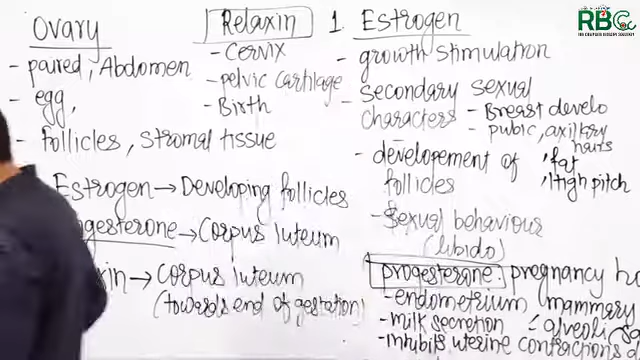 Ovary
- paired, Abdomen
- egg,
- follicles, stromal tissue
Estrogen → Developing follicles
gesterone → Corpus luteum
xin → Corpus luteum
(towards end of gestation)
Relaxin
- Cervix
- pelvic cartilage
- Birth
1. Estrogen
- growth stimulation
- secondary sexual
characters - Breast develo
- pubic, axillary
hairs
'fat
'High pitch
- developement of
follicles
- Sexual behaviour
(libido)
progesterone: pregnancy ho
- endometrium
mammary
- milk secretion
alveoli
- inhibits uterine contractions d
RBCc